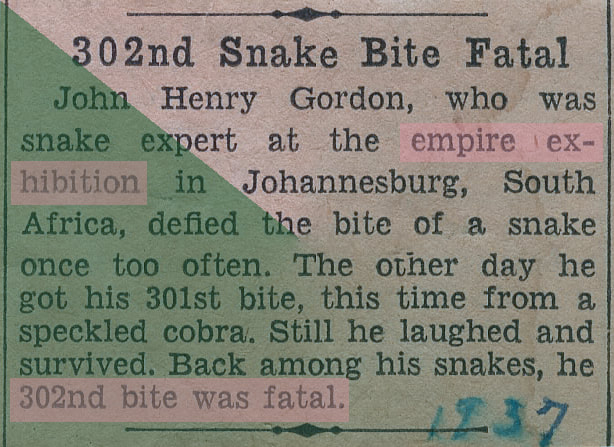 302nd Snake Bite Fatal
John Henry Gordon, who was
snake expert at the empire ex-
hibition in Johannesburg, South
Africa, defied the bite of a snake
once too often. The other day he
got his 301st bite, this time from a
speckled cobra. Still he laughed and
survived. Back among his snakes, he
302nd bite was fatal.
1937